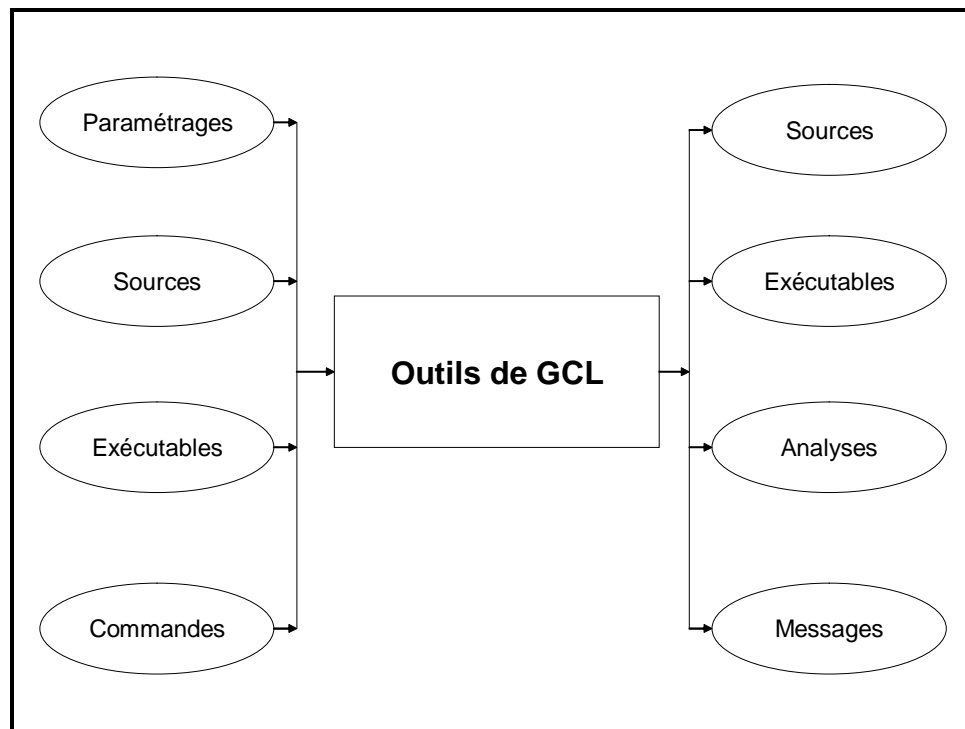 Paramétrages
Sources
Exécutables
Commandes
Outils de GCL
Sources
Exécutables
Analyses
Messages